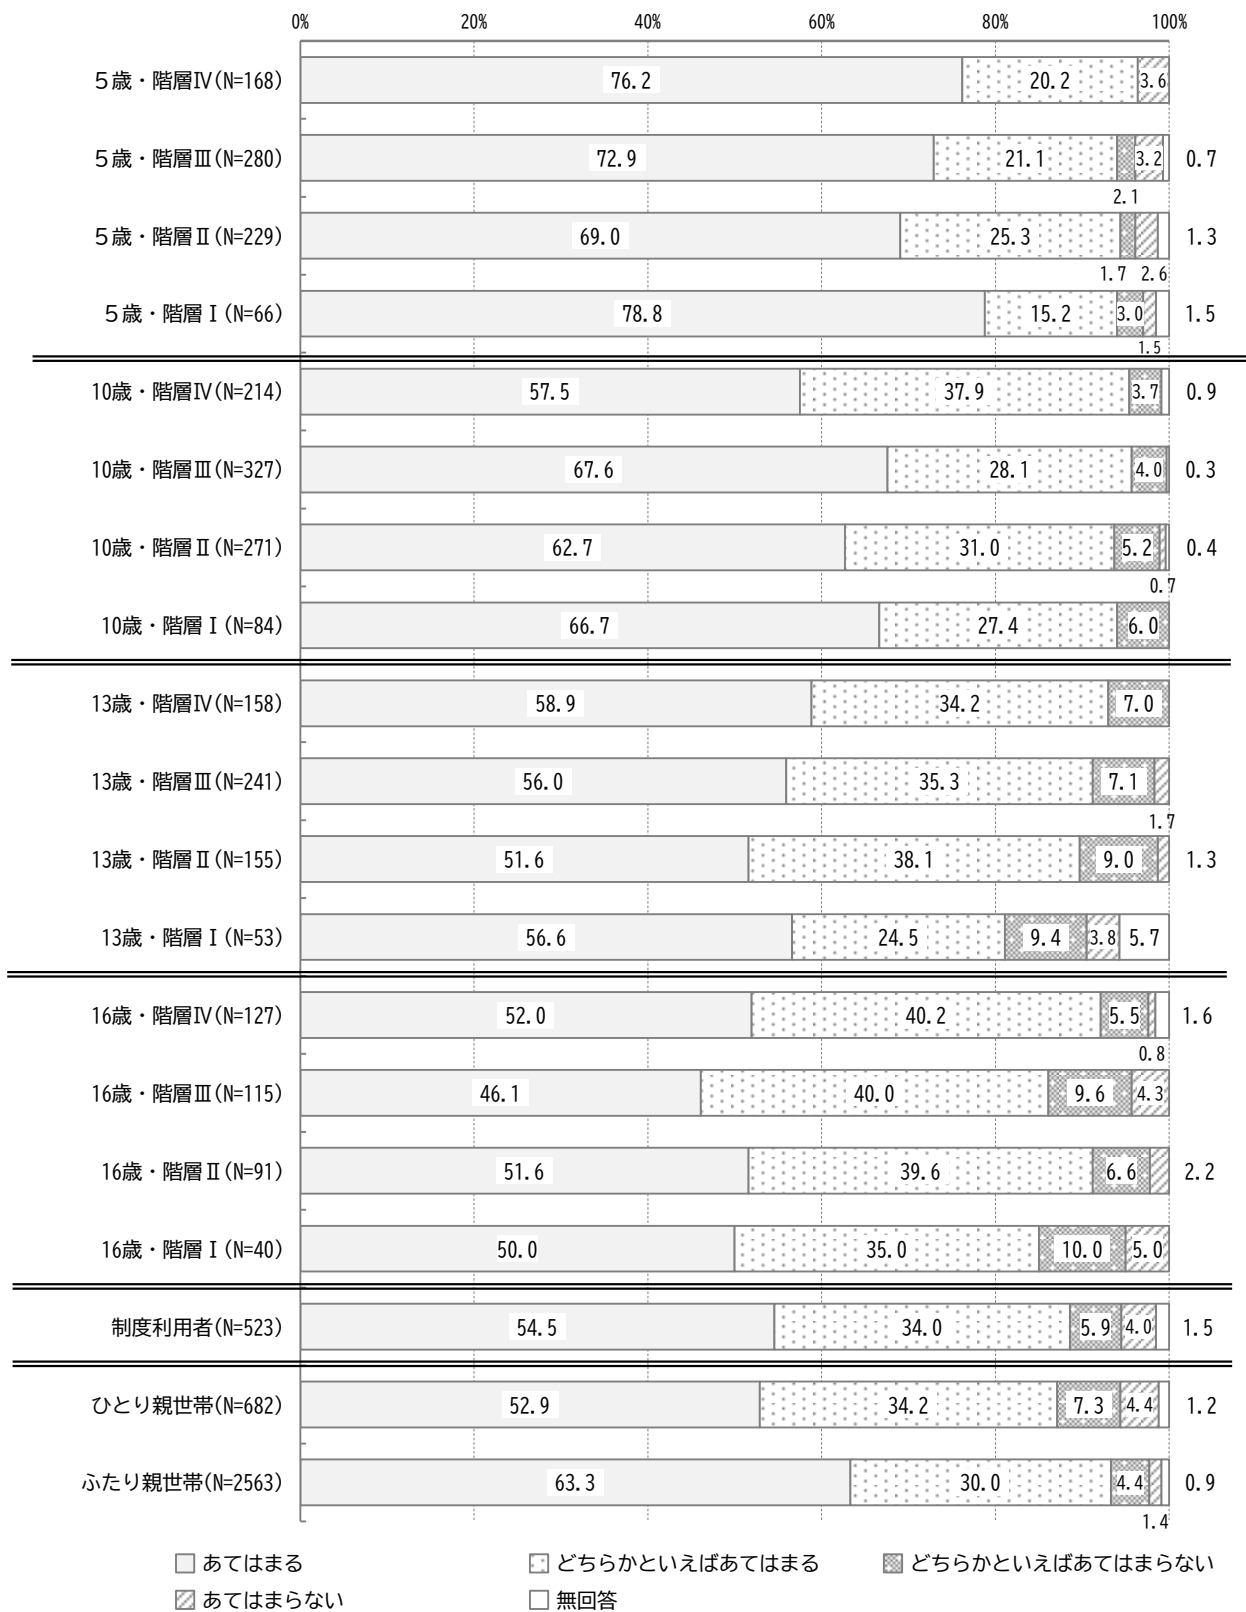 0% 20% 40% 60% 80% 100%
５歳・階層Ⅳ(N=168) 76.2 20.2 3.6
５歳・階層Ⅲ(N=280) 72.9 21.1 3.2 0.7
2.1
５歳・階層Ⅱ(N=229) 69.0 25.3 1.3
1.7 2.6
５歳・階層Ⅰ(N=66) 78.8 15.2 3.0 1.5
1.5
10歳・階層Ⅳ(N=214) 57.5 37.9 3.7 0.9
10歳・階層Ⅲ(N=327) 67.6 28.1 4.0 0.3
10歳・階層Ⅱ(N=271) 62.7 31.0 5.2 0.4
0.7
10歳・階層Ⅰ(N=84) 66.7 27.4 6.0
13歳・階層Ⅳ(N=158) 58.9 34.2 7.0
13歳・階層Ⅲ(N=241) 56.0 35.3 7.1
1.7
13歳・階層Ⅱ(N=155) 51.6 38.1 9.0 1.3
13歳・階層Ⅰ(N=53) 56.6 24.5 9.4 3.8 5.7
16歳・階層Ⅳ(N=127) 52.0 40.2 5.5 1.6
0.8
16歳・階層Ⅲ(N=115) 46.1 40.0 9.6 4.3
16歳・階層Ⅱ(N=91) 51.6 39.6 6.6 2.2
16歳・階層Ⅰ(N=40) 50.0 35.0 10.0 5.0
制度利用者(N=523) 54.5 34.0 5.9 4.0 1.5
ひとり親世帯(N=682) 52.9 34.2 7.3 4.4 1.2
ふたり親世帯(N=2563) 63.3 30.0 4.4 0.9
1.4
あてはまる どちらかといえばあてはまる どちらかといえばあてはまらない
あてはまらない 無回答